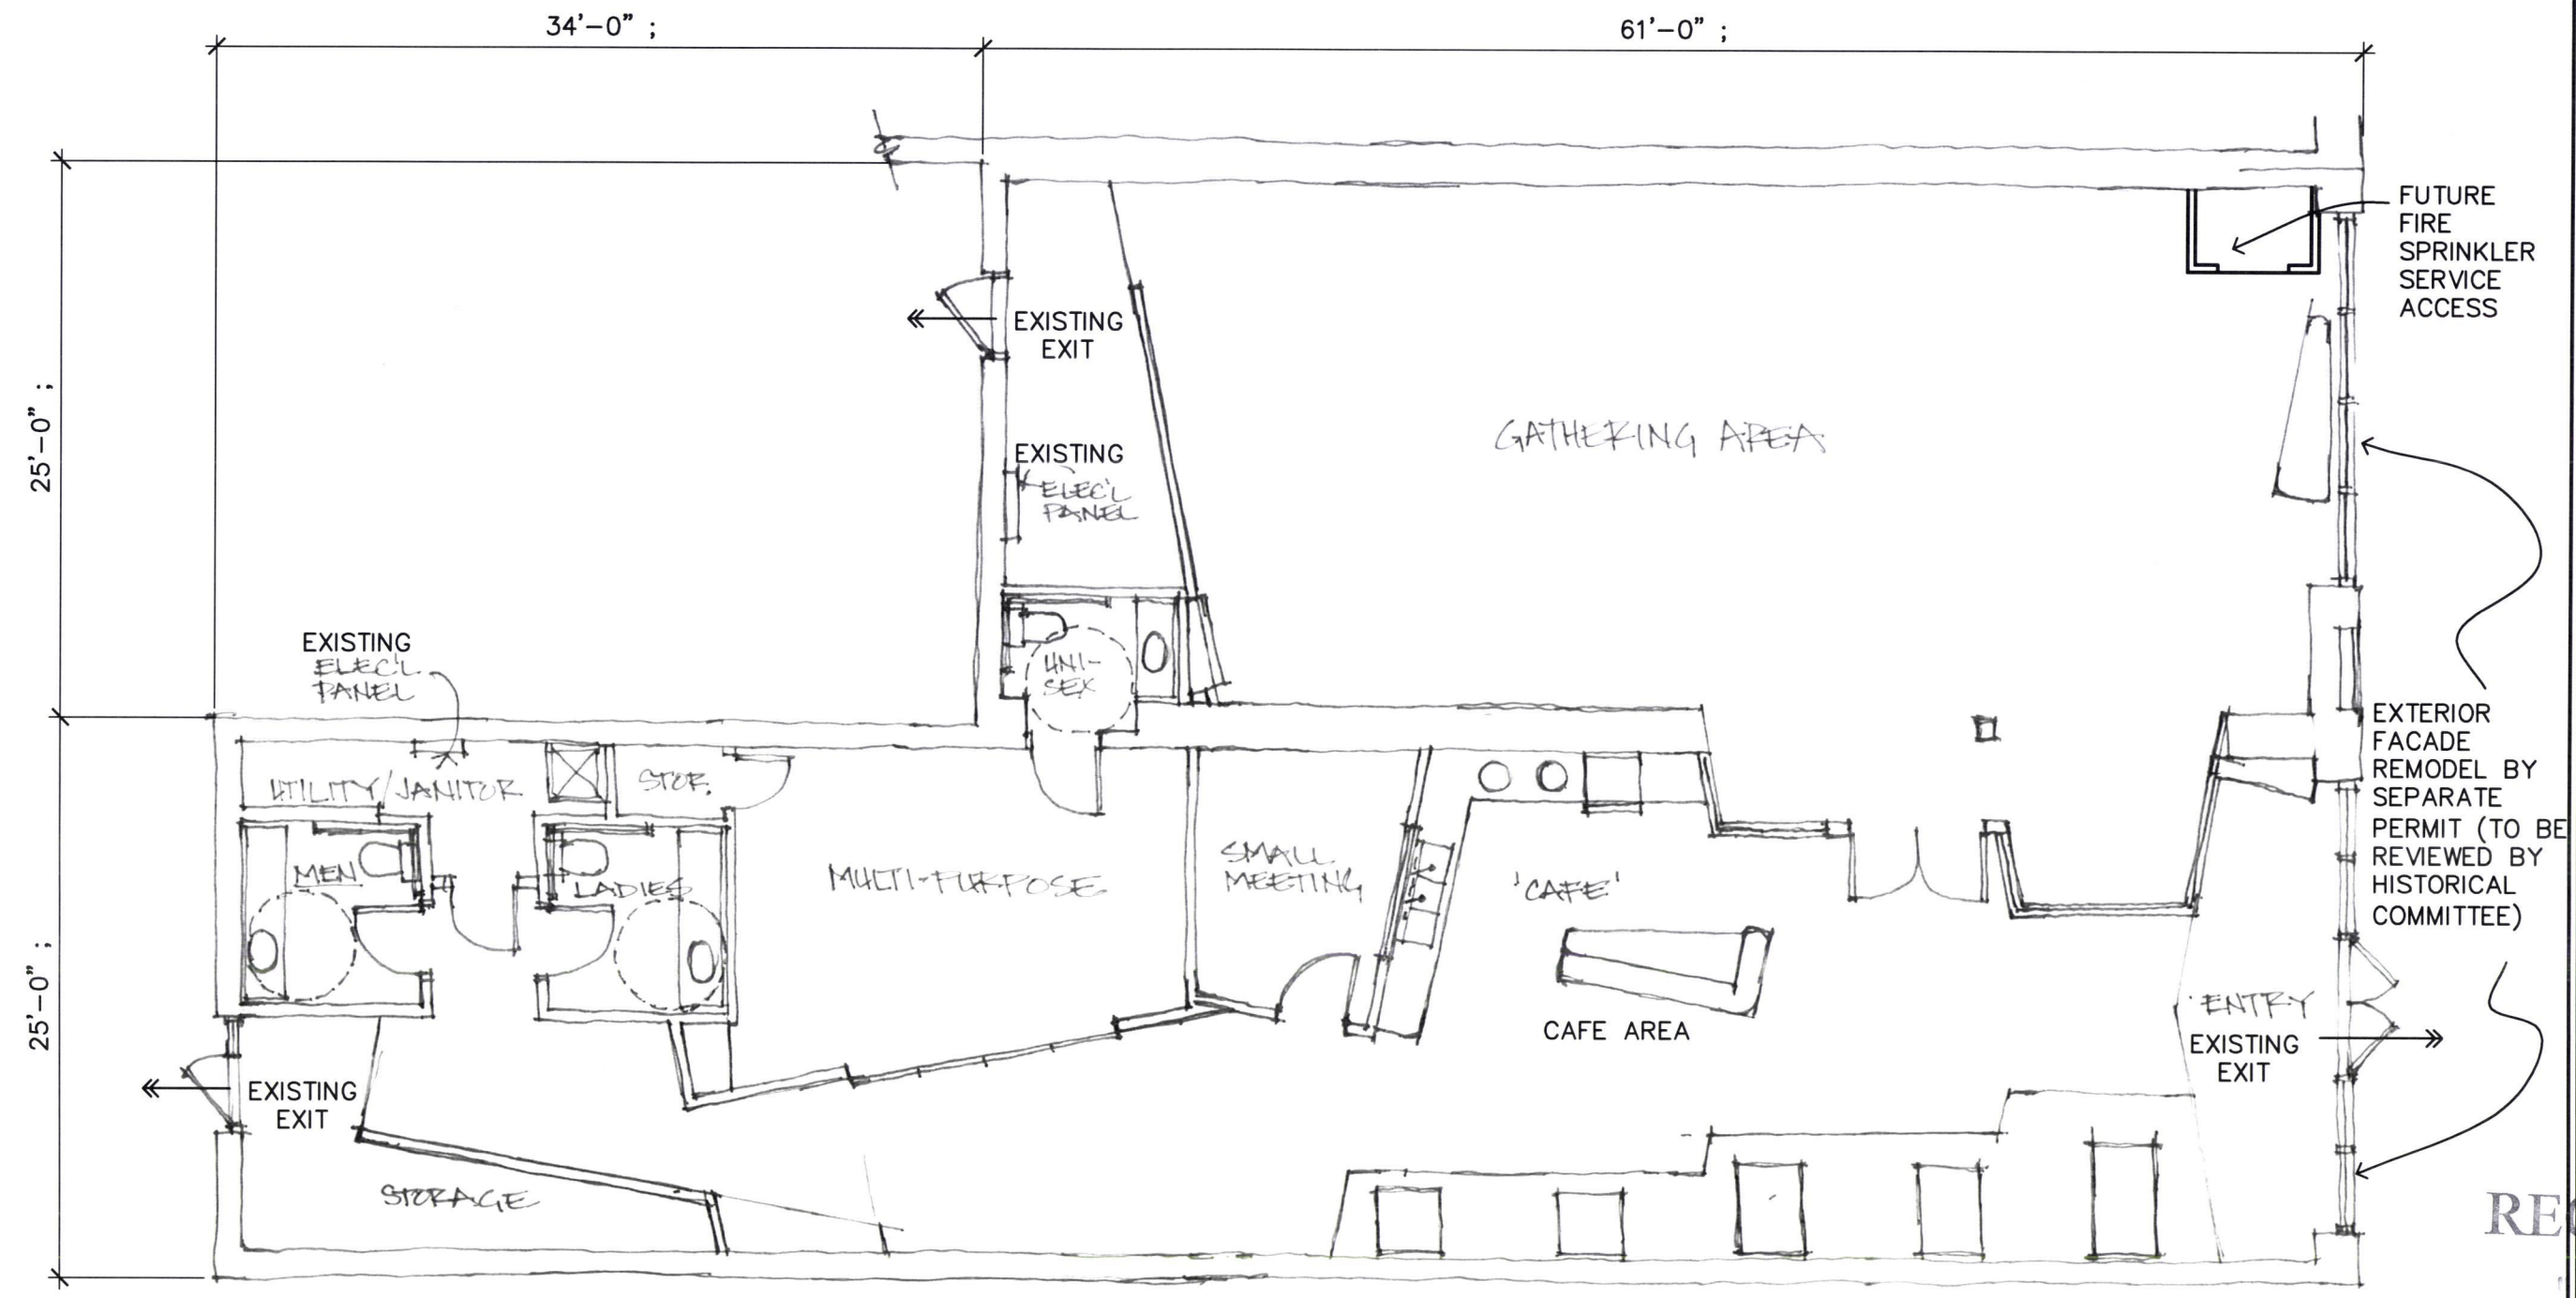 34'-0" ;
61'-0" ;
25'-0" ;
25'-0" ;
FUTURE
FIRE
SPRINKLER
SERVICE
ACCESS
EXISTING
EXIT
GATHERING AREA
EXISTING
ELEC'L
PANEL
EXISTING
ELEC'L
PANEL
UNI-
SEX
EXTERIOR
FACADE
REMODEL BY
SEPARATE
PERMIT (TO BE
REVIEWED BY
HISTORICAL
COMMITTEE)
UTILITY/JANITOR
STOR.
MEN
LADIES
MULTI-PURPOSE
SMALL
MEETING
'CAFE'
CAFE AREA
ENTRY
EXISTING
EXIT
EXISTING
EXIT
STORAGE